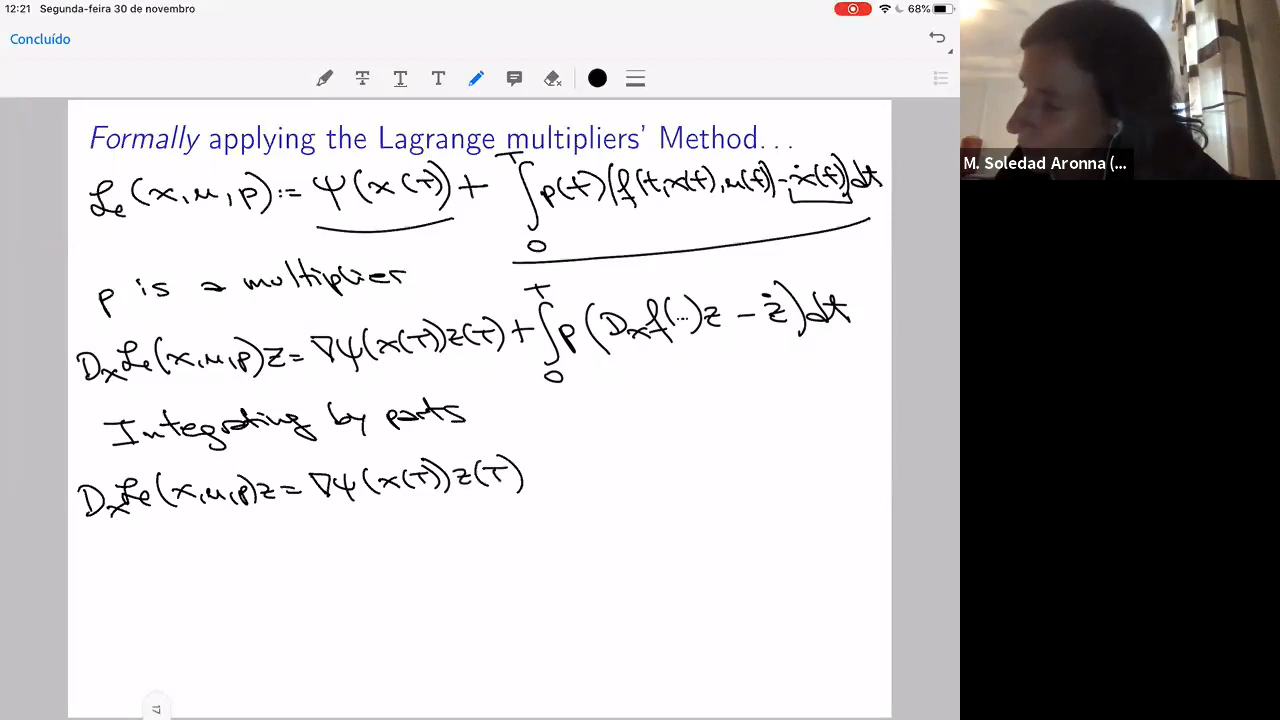 12:21 Segunda-feira 30 de novembro 68%
Concluído
T T T
Formally applying the Lagrange multipliers' Method...
ℒe(x,u,p) := Ψ(x(T)) + ∫₀ᵀ p(t)(f(t,x(t),u(t)) - ẋ(t))dt
p is a multiplier
Dₓℒe(x,u,p)z = ∇Ψ(x(T))z(T) + ∫₀ᵀ p(Dₓf(...)z - ż)dt
Integrating by parts
Dₓℒe(x,u,p)z = ∇Ψ(x(T))z(T)
17
M. Soledad Aronna (...